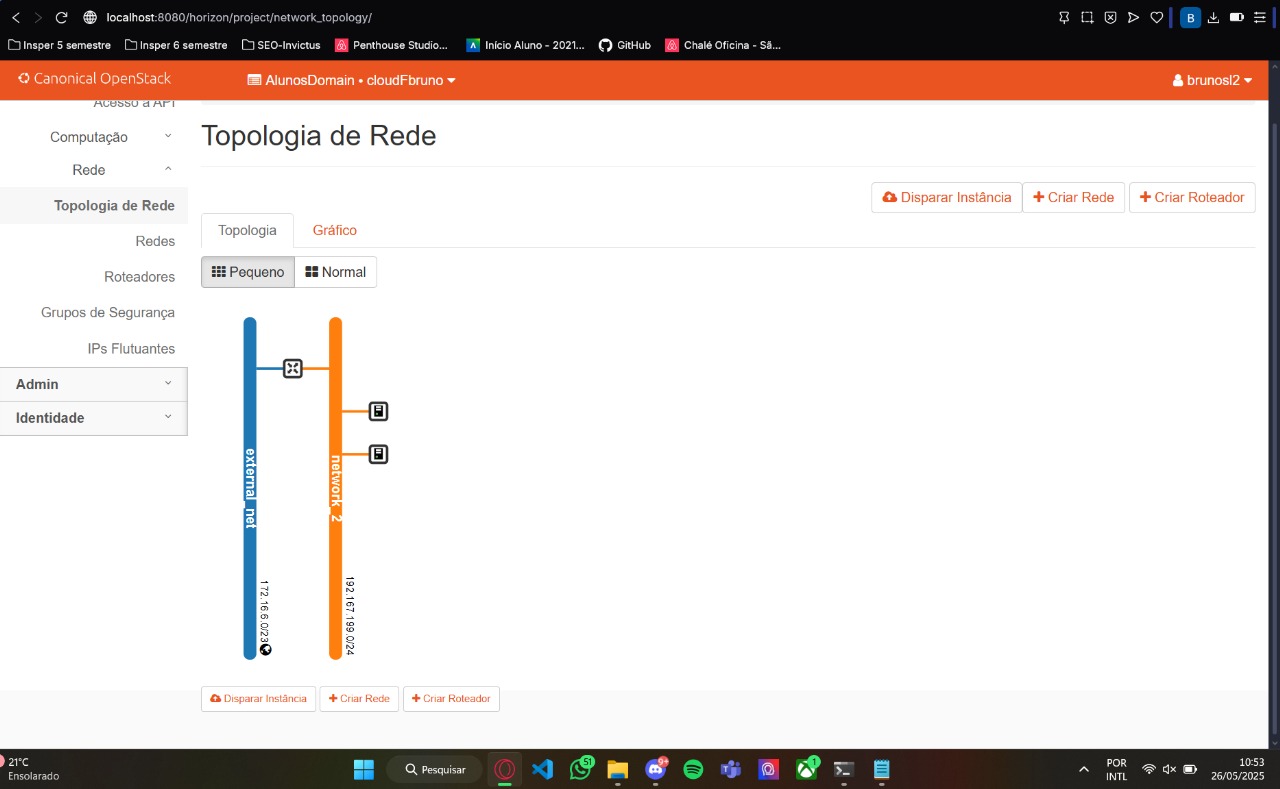 localhost:8080/horizon/project/network_topology/
B
Insper 5 semestre
Insper 6 semestre
SEO-Invictus
Penthouse Studio...
Início Aluno - 2021...
GitHub
Chalé Oficina - Sã...
Canonical OpenStack
AlunosDomain • cloudFbruno
brunosl2
Acesso à API
Computação
Rede
Topologia de Rede
Redes
Roteadores
Grupos de Segurança
IPs Flutuantes
Admin
Identidade
Topologia de Rede
Disparar Instância
Criar Rede
Criar Roteador
Topologia
Gráfico
Pequeno
Normal
external_net
172.16.6.0/23
network_2
192.167.199.0/24
Disparar Instância
Criar Rede
Criar Roteador
21°C
Ensolarado
Pesquisar
51
9+
1
POR
INTL
10:53
26/05/2025